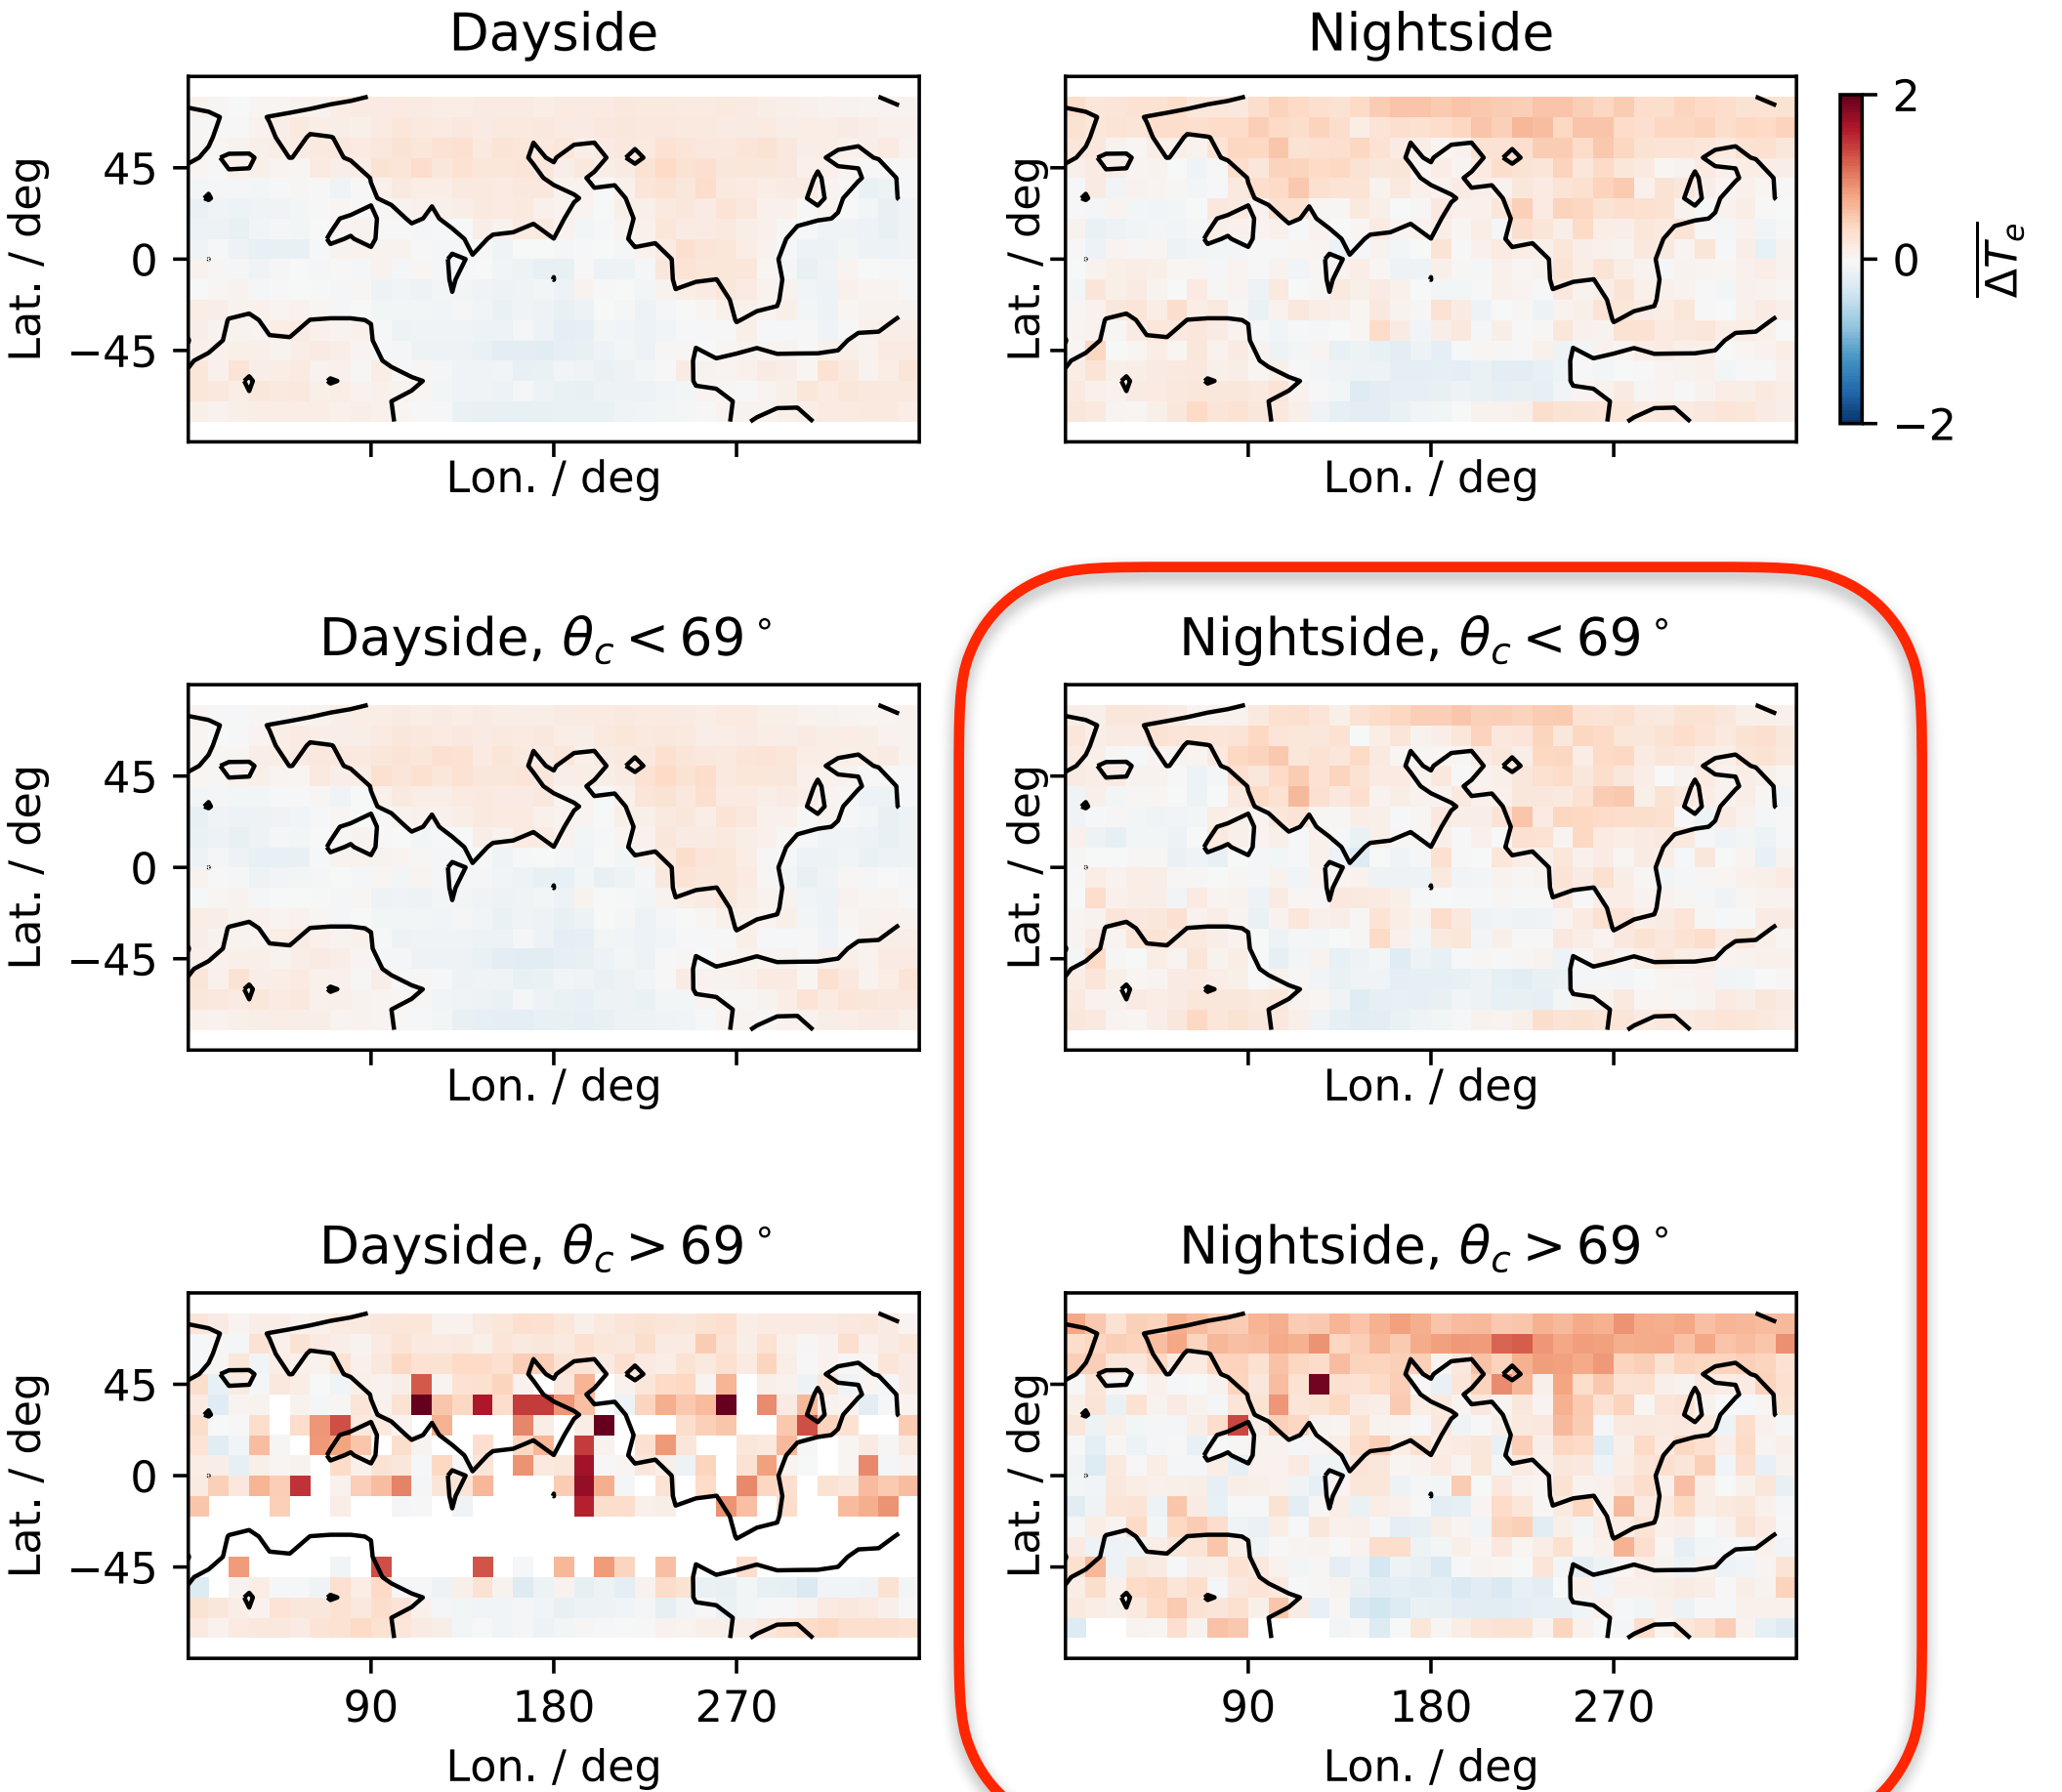 Dayside
Nightside
Lat. / deg
45
0
−45
Lon. / deg
Lat. / deg
Lon. / deg
2
0
−2
ΔTₑ
Dayside, θ_c < 69°
Nightside, θ_c < 69°
Lat. / deg
45
0
−45
Lon. / deg
Lat. / deg
Lon. / deg
Dayside, θ_c > 69°
Nightside, θ_c > 69°
Lat. / deg
45
0
−45
90 180 270
Lon. / deg
Lat. / deg
90 180 270
Lon. / deg